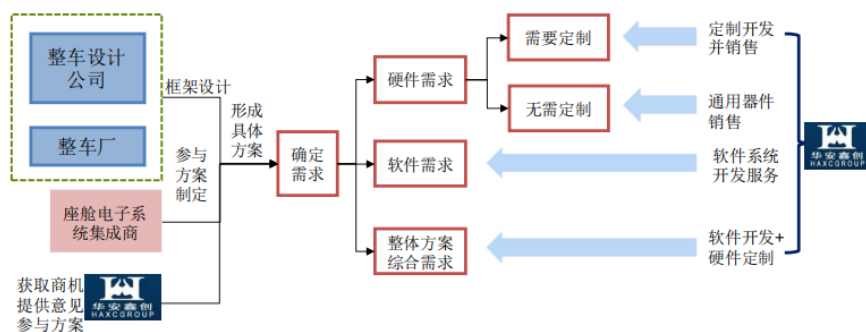 整车设计
公司
整车厂
座舱电子系
统集成商
获取商机
提供意见
参与方案
华安鑫创
HAXCGROUP
框架设计
参与
方案
制定
形成
具体
方案
确定
需求
硬件需求
软件需求
整体方案
综合需求
需要定制
无需定制
定制开发
并销售
通用器件
销售
软件系统
开发服务
软件开发+
硬件定制
华安鑫创
HAXCGROUP